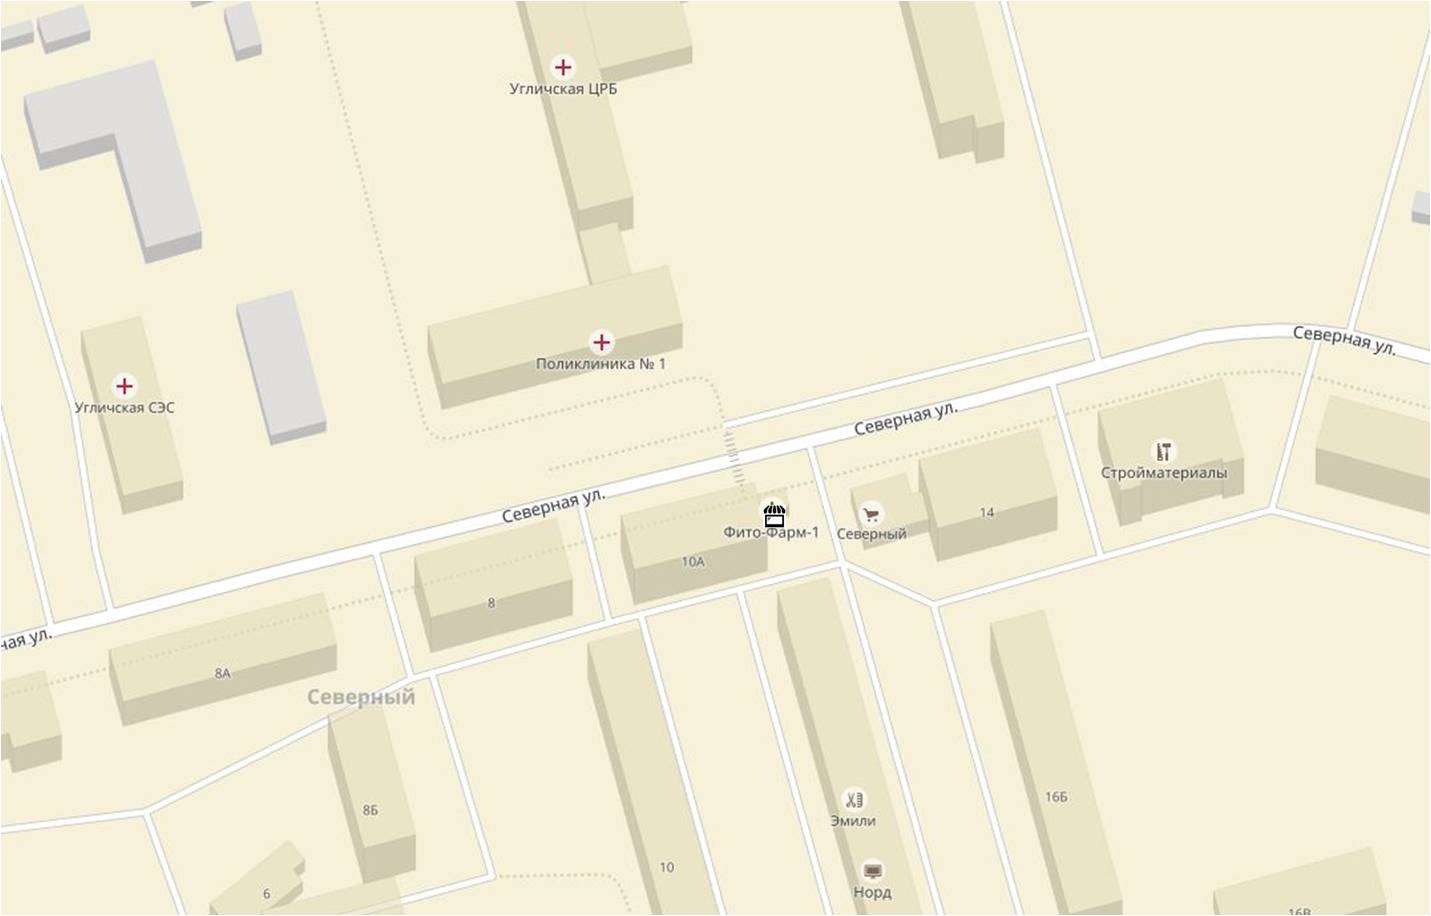 Угличская ЦРБ
Северная ул.
Поликлиника № 1
Угличская СЭС
Северная ул.
Стройматериалы
Северная ул.
14
Фито-Фарм-1
Северный
10А
8
ная ул.
8А
Северный
16Б
8Б
Эмили
10
Норд
6
16В